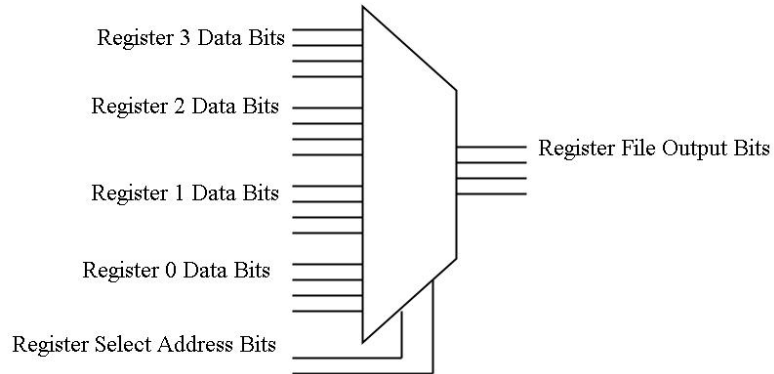 Register 3 Data Bits
Register 2 Data Bits
Register File Output Bits
Register 1 Data Bits
Register 0 Data Bits
Register Select Address Bits